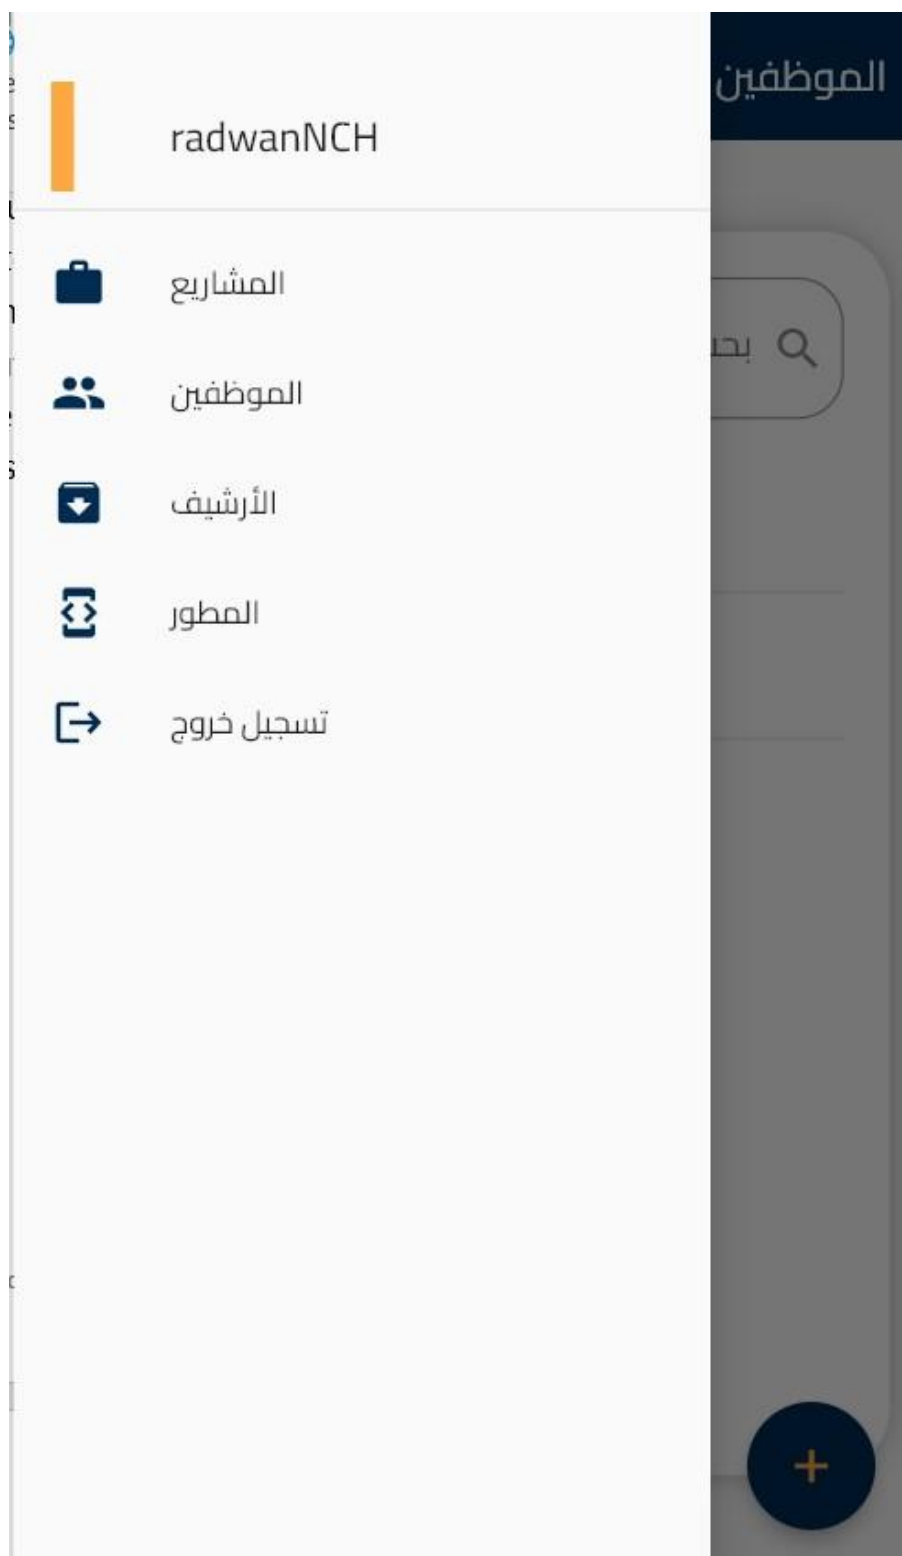 الموظفين
radwanNCH
المشاريع
الموظفين
الأرشيف
المطور
تسجيل خروج